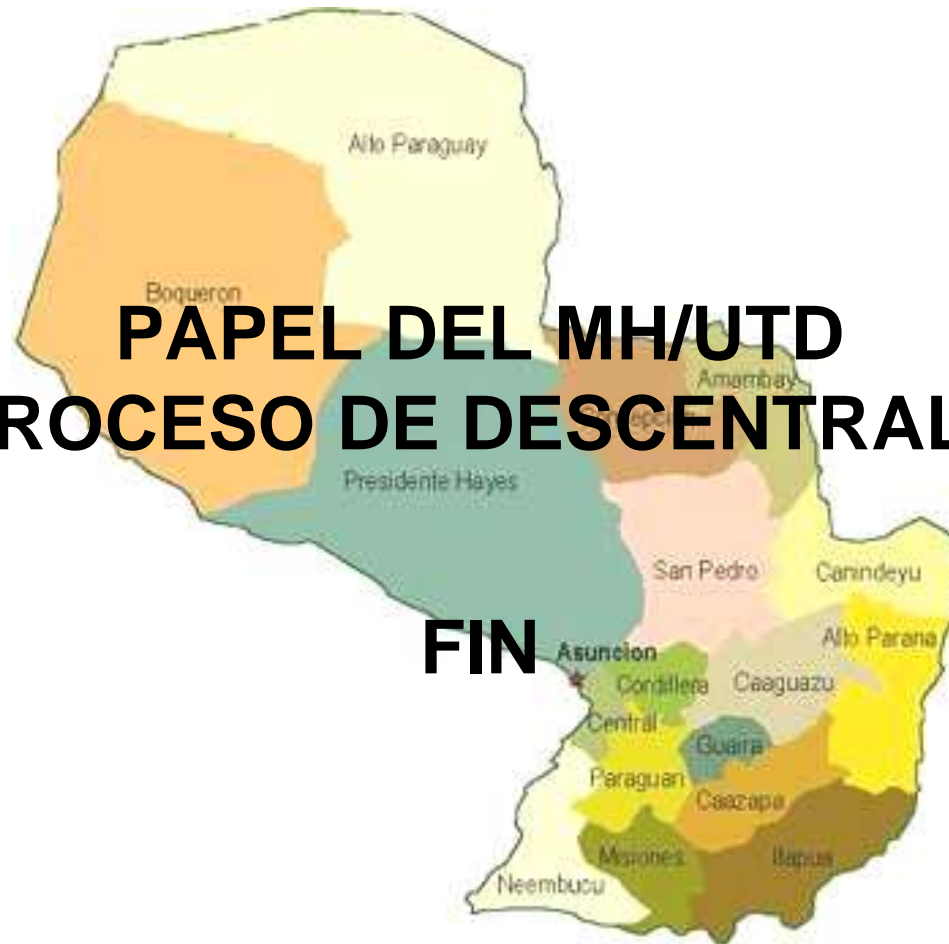 Alto Paraguay
Boqueron
PAPEL DEL MH/UTD
Amambay
ROCESO DE DESCENTRAL
Presidente Hayes
San Pedro
Canindeyu
FIN
Asuncion
Alto Parana
Cordillera
Caaguazu
Central
Guaira
Paraguari
Caazapa
Misiones
Itapua
Neembucu